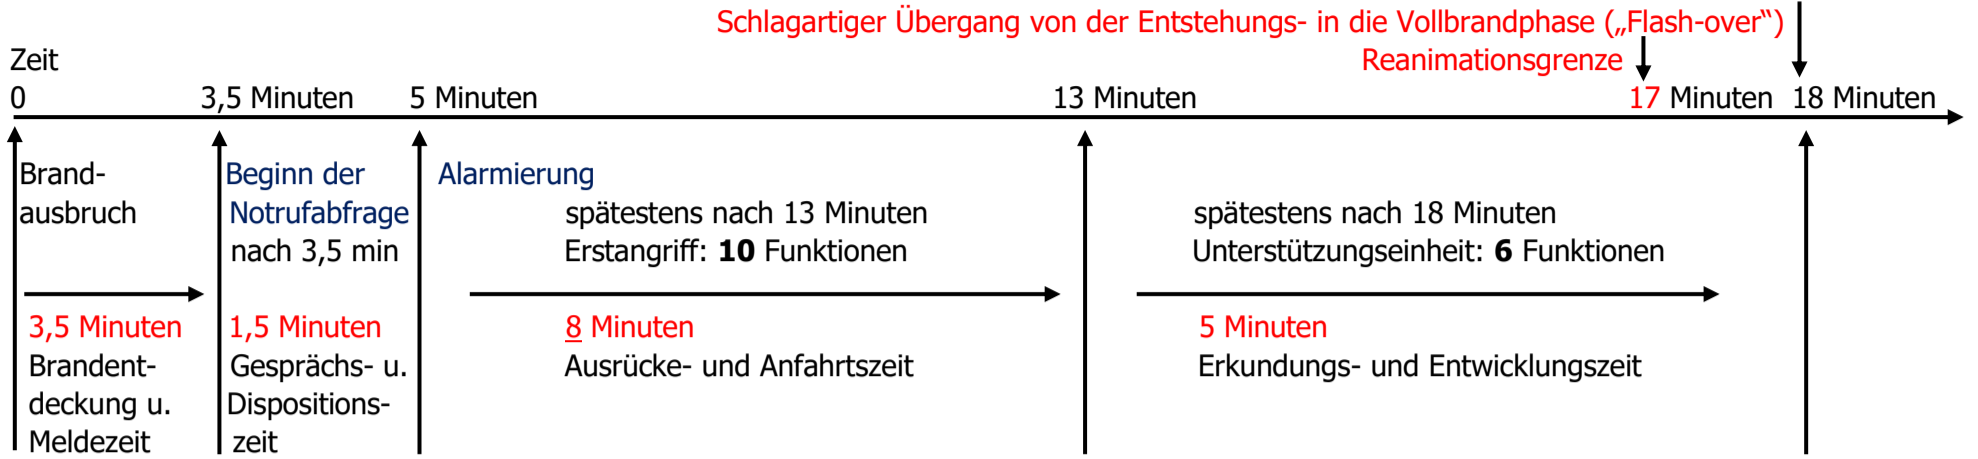 Schlagartiger Übergang von der Entstehungs- in die Vollbrandphase („Flash-over“)
Zeit
Reanimationsgrenze
0
3,5 Minuten
5 Minuten
13 Minuten
17 Minuten
18 Minuten
Brand-
ausbruch
Beginn der
Notrufabfrage
nach 3,5 min
Alarmierung
spätestens nach 13 Minuten
Erstangriff: 10 Funktionen
spätestens nach 18 Minuten
Unterstützungseinheit: 6 Funktionen
3,5 Minuten
Brandent-
deckung u.
Meldezeit
1,5 Minuten
Gesprächs- u.
Dispositions-
zeit
8 Minuten
Ausrücke- und Anfahrtszeit
5 Minuten
Erkundungs- und Entwicklungszeit